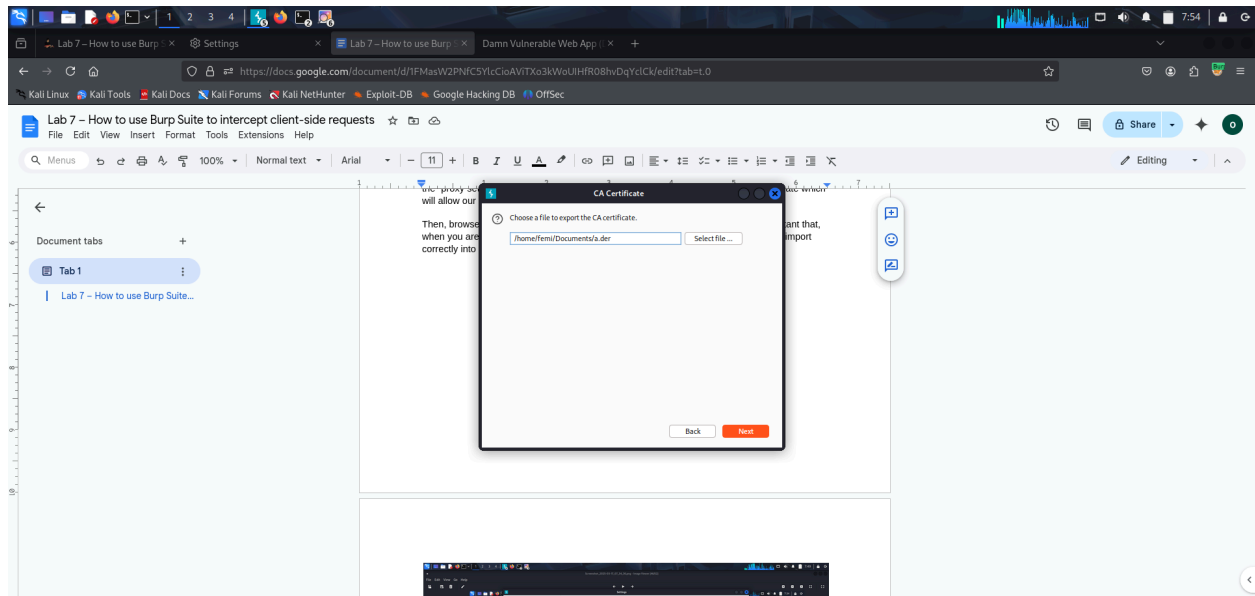 1 2 3 4
7:54
Lab 7 – How to use Burp S
Settings
Lab 7 – How to use Burp S
Damn Vulnerable Web App (
https://docs.google.com/document/d/1FMasW2PNfC5YlcCioAViTXo3kWoUIHfR08hvDqYclCk/edit?tab=t.0
Kali Linux Kali Tools Kali Docs Kali Forums Kali NetHunter Exploit-DB Google Hacking DB OffSec
Lab 7 – How to use Burp Suite to intercept client-side requests
File Edit View Insert Format Tools Extensions Help
Share
Menus 100% Normal text Arial 11 Editing
Document tabs
Tab 1
Lab 7 – How to use Burp Suite...
will allow our
Then, browse
when you are
correctly into
tant that,
import
CA Certificate
Choose a file to export the CA certificate.
/home/femi/Documents/a.der
Select file ...
Back Next